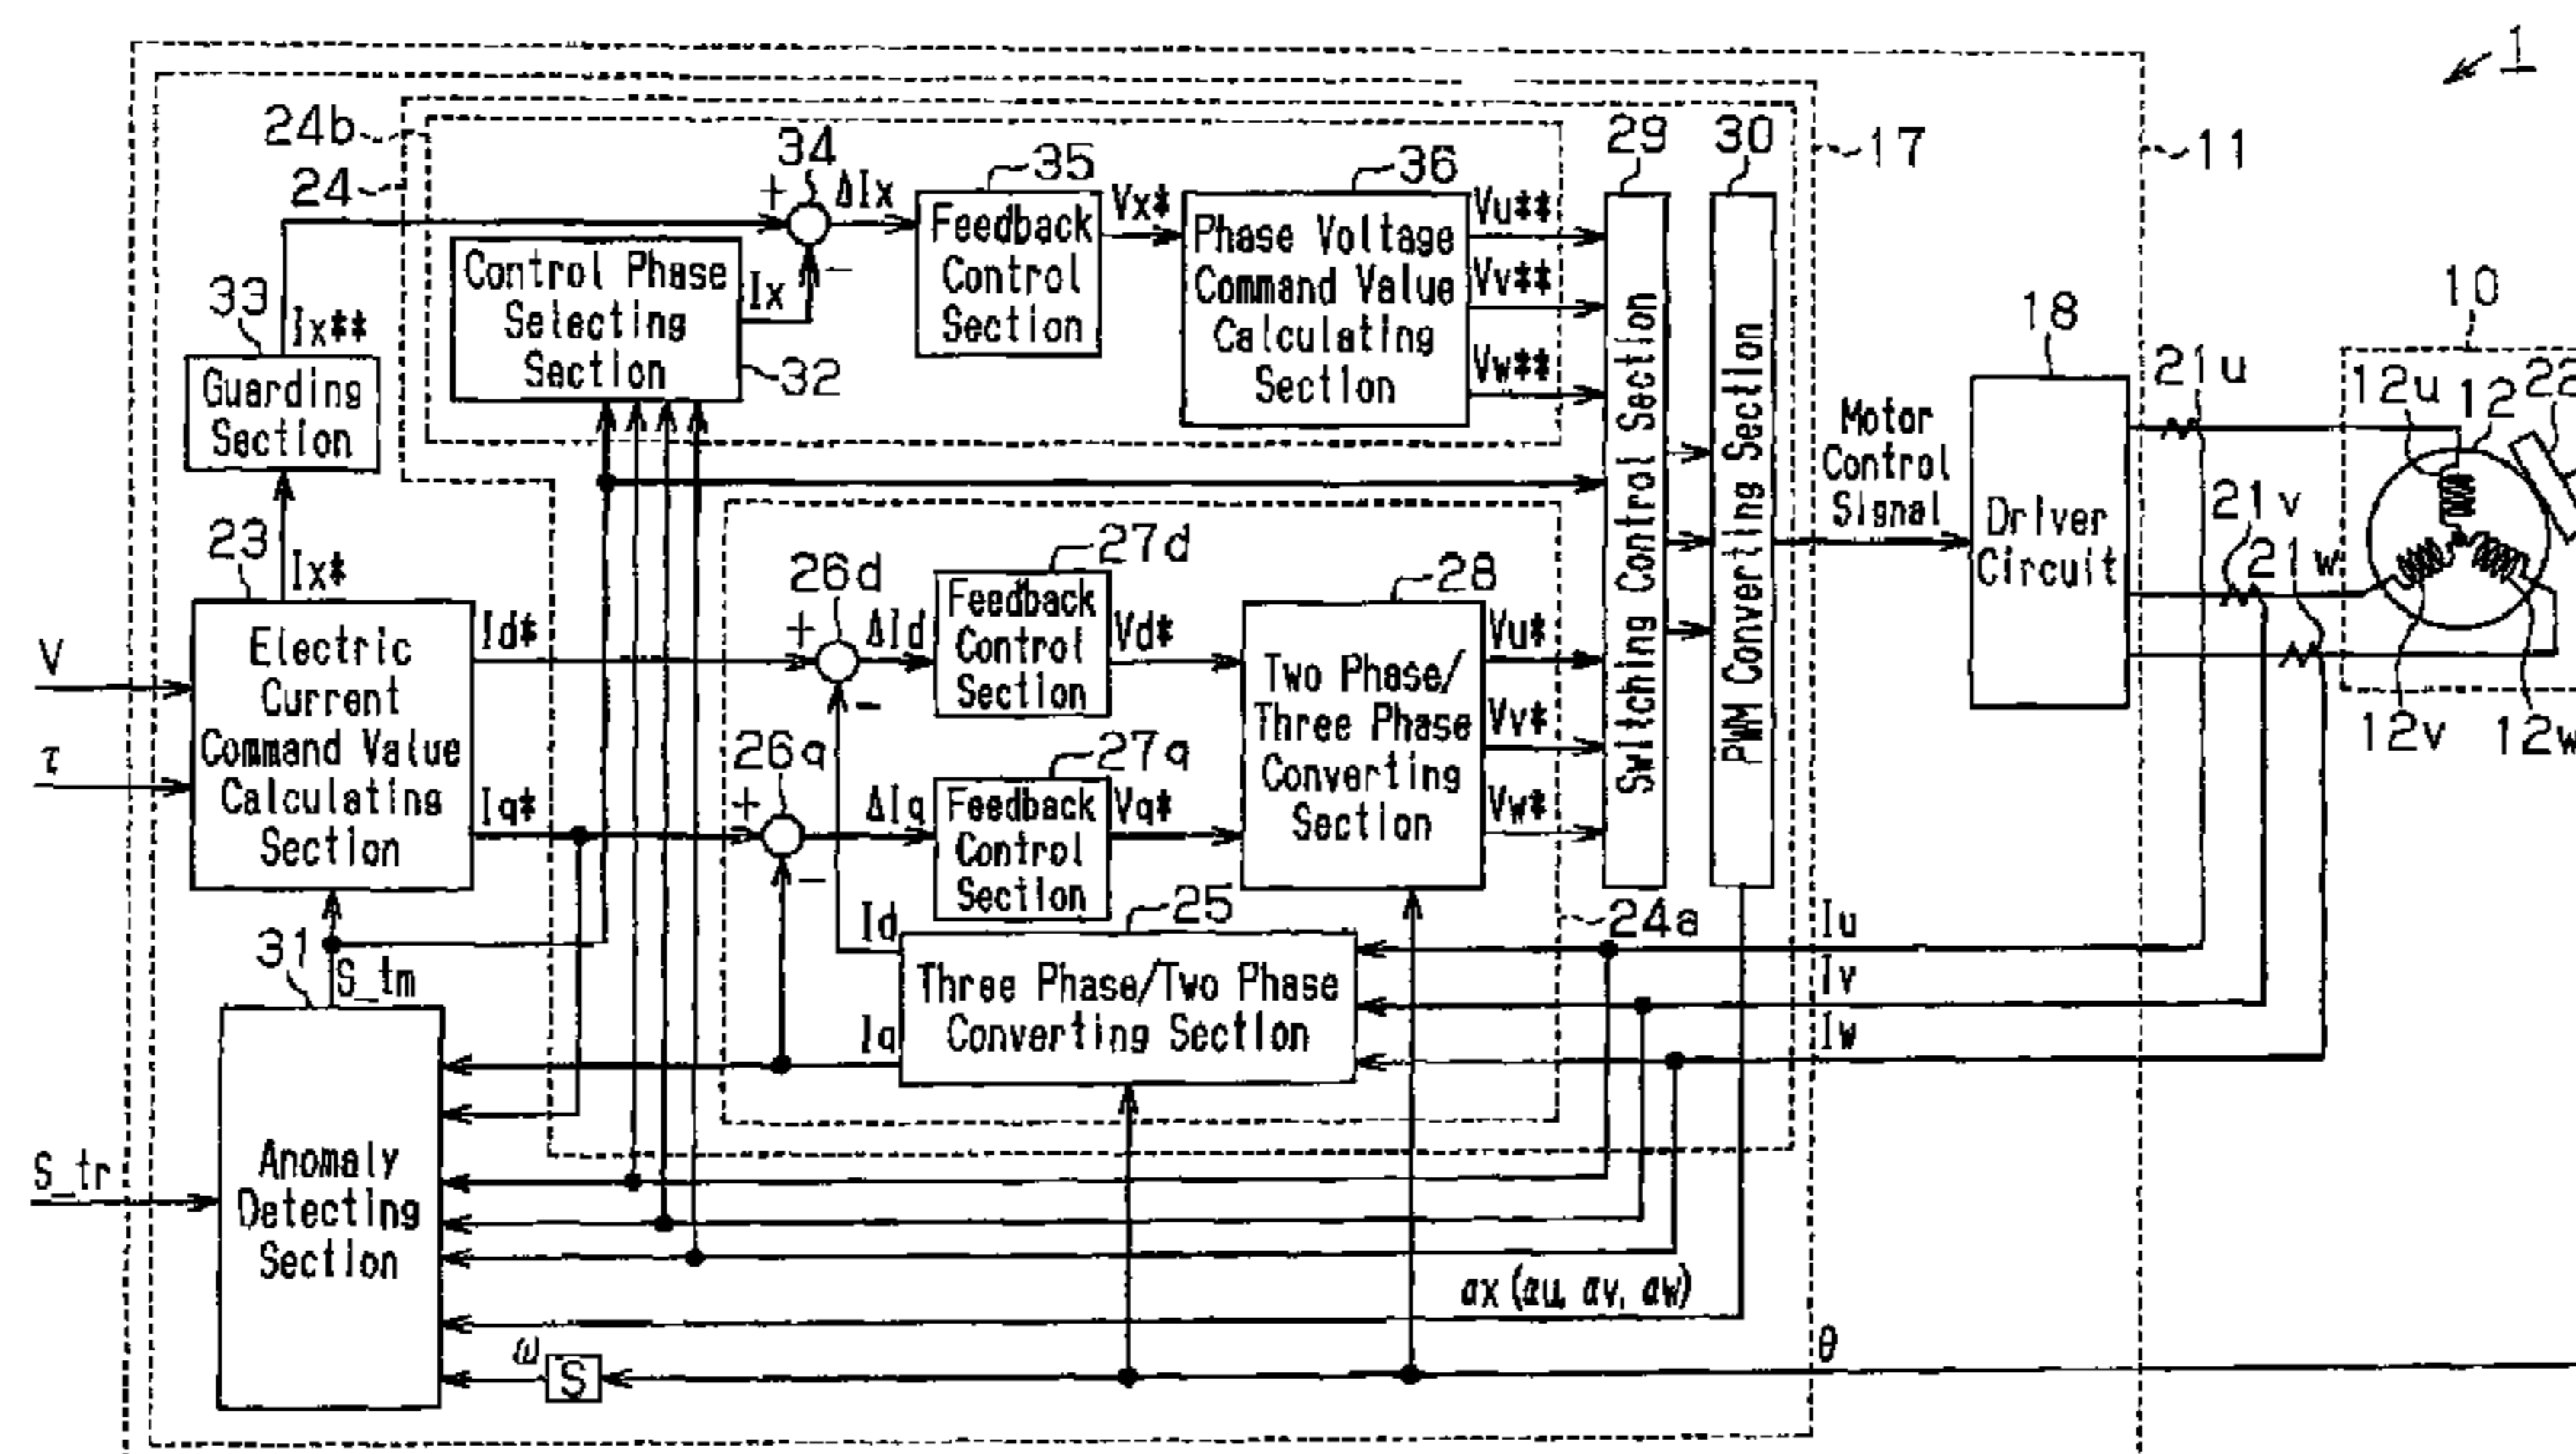 1
24b
24
34
+
ΔIx
35
Vx*
36
29
30
17
11
Feedback
Control
Section
Phase Voltage
Command Value
Calculating
Section
Vu**
Vv**
Vw**
Control Phase
Selecting
Section
Ix
−
32
33
Ix**
Guarding
Section
Switching Control Section
PWM Converting Section
Motor
Control
Signal
18
Driver
Circuit
21u
21v
21w
10
12u
12
22
12v
12w
23
Ix*
V
τ
Electric
Current
Command Value
Calculating
Section
Id*
Iq*
26d
+
ΔId
−
27d
Feedback
Control
Section
Vd*
26q
+
ΔIq
−
27q
Feedback
Control
Section
Vq*
28
Two Phase/
Three Phase
Converting
Section
Vu*
Vv*
Vw*
24a
25
Id
Iq
Three Phase/Two Phase
Converting Section
Iu
Iv
Iw
31
S_tm
S_tr
Anomaly
Detecting
Section
αx (αu, αv, αw)
ω
S
θ